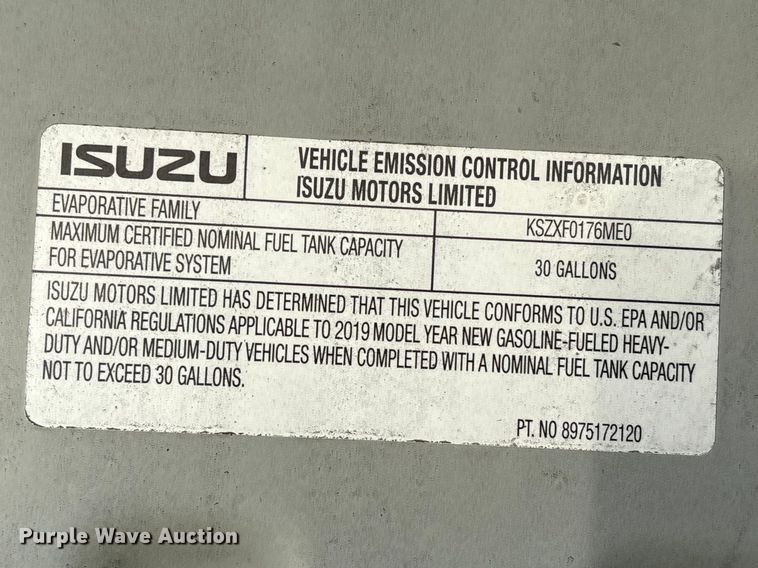 ISUZU
VEHICLE EMISSION CONTROL INFORMATION
ISUZU MOTORS LIMITED
EVAPORATIVE FAMILY KSZXF0176ME0
MAXIMUM CERTIFIED NOMINAL FUEL TANK CAPACITY
FOR EVAPORATIVE SYSTEM 30 GALLONS
ISUZU MOTORS LIMITED HAS DETERMINED THAT THIS VEHICLE CONFORMS TO U.S. EPA AND/OR
CALIFORNIA REGULATIONS APPLICABLE TO 2019 MODEL YEAR NEW GASOLINE-FUELED HEAVY-
DUTY AND/OR MEDIUM-DUTY VEHICLES WHEN COMPLETED WITH A NOMINAL FUEL TANK CAPACITY
NOT TO EXCEED 30 GALLONS.
PT. NO 8975172120
Purple Wave Auction